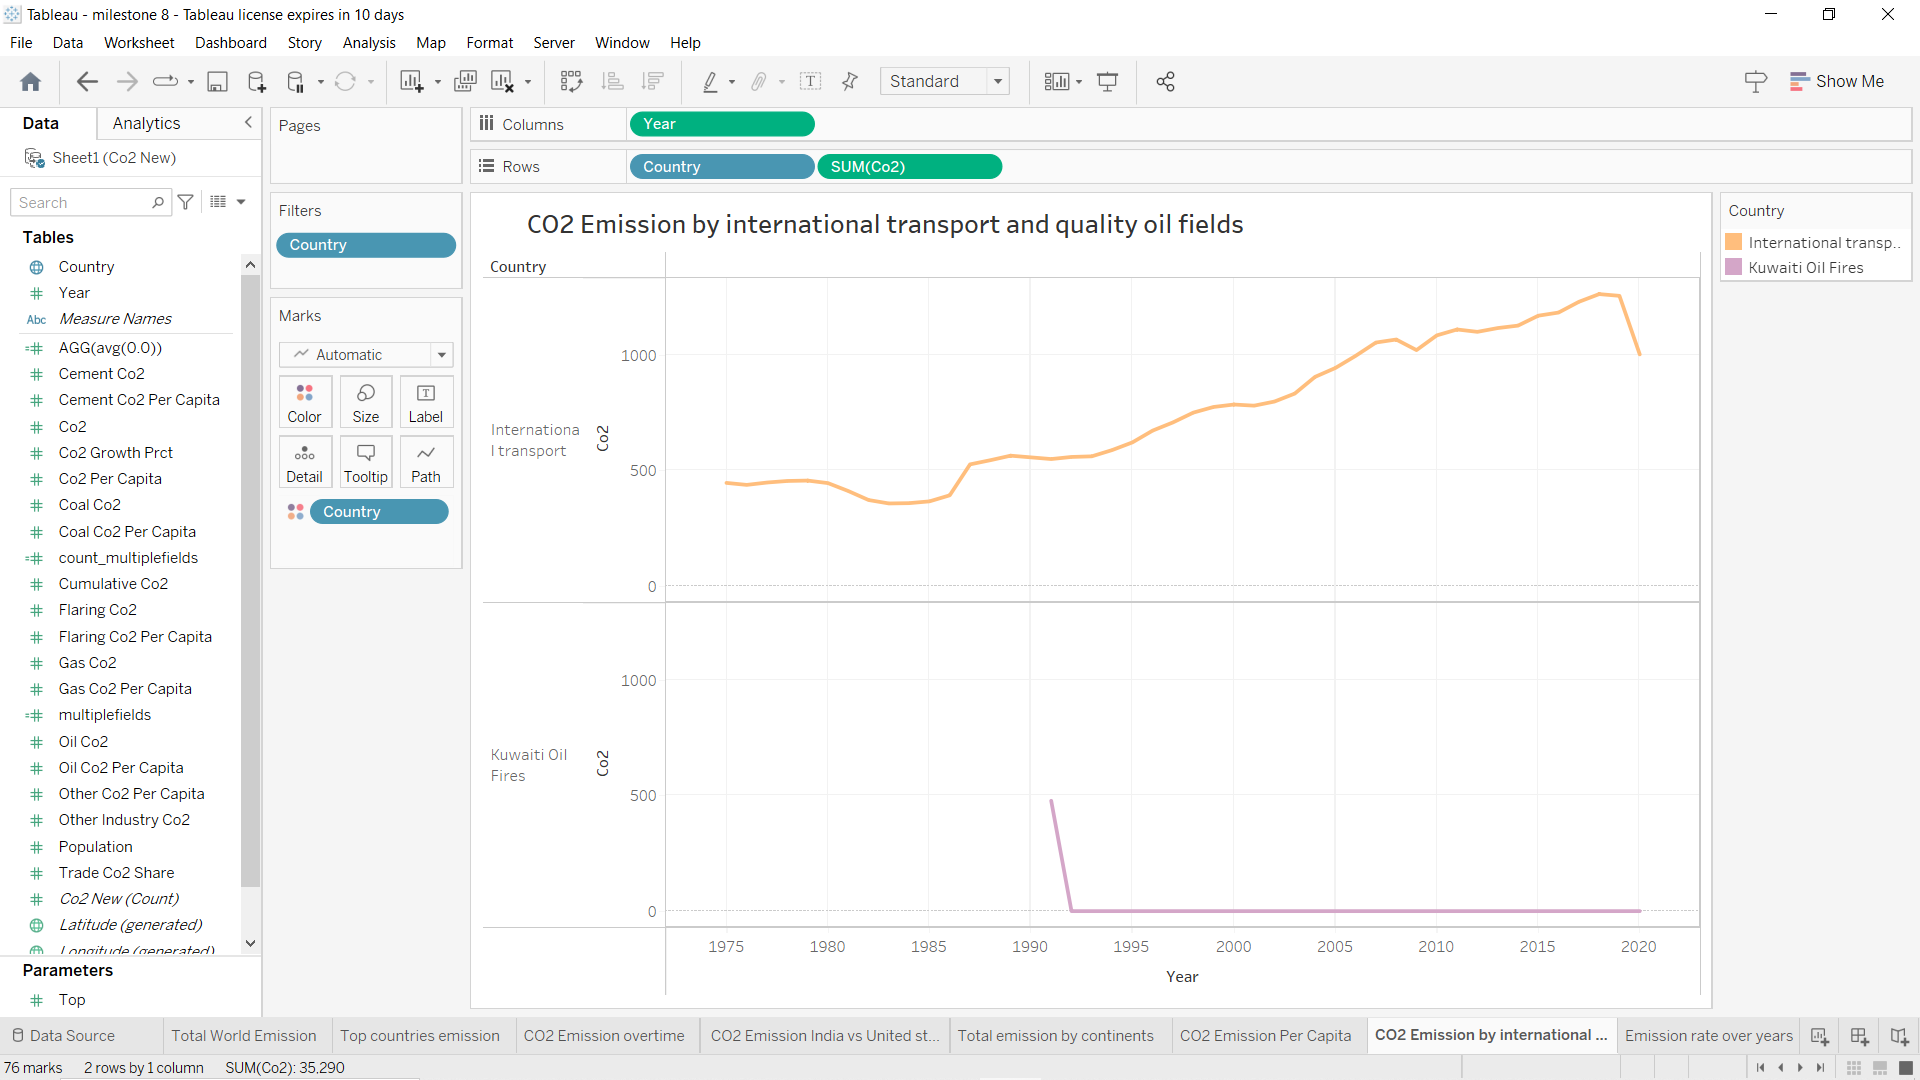 Tableau - milestone 8 - Tableau license expires in 10 days
File Data Worksheet Dashboard Story Analysis Map Format Server Window Help
Standard
Show Me
Data
Analytics
Sheet1 (Co2 New)
Search
Tables
Country
Year
Abc Measure Names
AGG(avg(0.0))
Cement Co2
Cement Co2 Per Capita
Co2
Co2 Growth Prct
Co2 Per Capita
Coal Co2
Coal Co2 Per Capita
count_multiplefields
Cumulative Co2
Flaring Co2
Flaring Co2 Per Capita
Gas Co2
Gas Co2 Per Capita
multiplefields
Oil Co2
Oil Co2 Per Capita
Other Co2 Per Capita
Other Industry Co2
Population
Trade Co2 Share
Co2 New (Count)
Latitude (generated)
Longitude (generated)
Parameters
Top
Pages
Filters
Country
Marks
Automatic
Color
Size
Label
Detail
Tooltip
Path
Country
Columns
Year
Rows
Country
SUM(Co2)
CO2 Emission by international transport and quality oil fields
Country
Internationa
l transport
Co2
1000
500
0
Kuwaiti Oil
Fires
Co2
1000
500
0
1975 1980 1985 1990 1995 2000 2005 2010 2015 2020
Year
Country
International transp..
Kuwaiti Oil Fires
Data Source
Total World Emission
Top countries emission
CO2 Emission overtime
CO2 Emission India vs United st...
Total emission by continents
CO2 Emission Per Capita
CO2 Emission by international ...
Emission rate over years
76 marks
2 rows by 1 column
SUM(Co2): 35,290